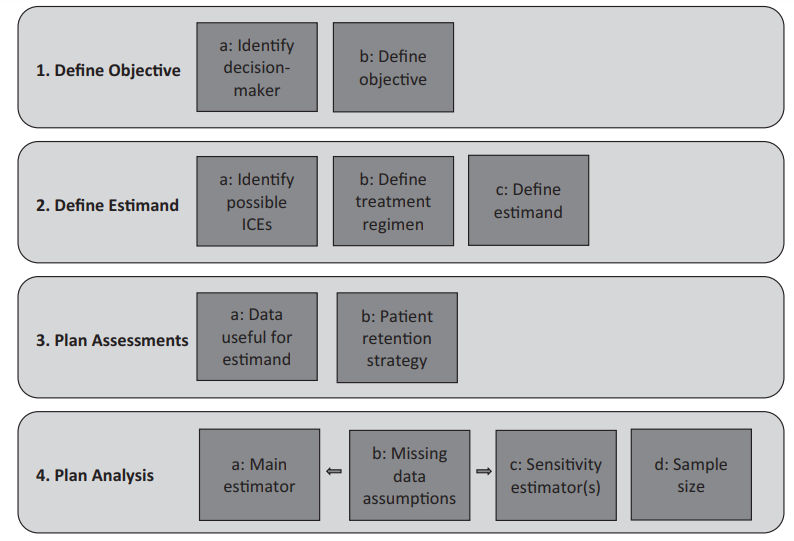 1. Define Objective
a: Identify
decision-
maker
b: Define
objective
2. Define Estimand
a: Identify
possible
ICEs
b: Define
treatment
regimen
c: Define
estimand
3. Plan Assessments
a: Data
useful for
estimand
b: Patient
retention
strategy
4. Plan Analysis
a: Main
estimator
⇐
b: Missing
data
assumptions
⇒
c: Sensitivity
estimator(s)
d: Sample
size